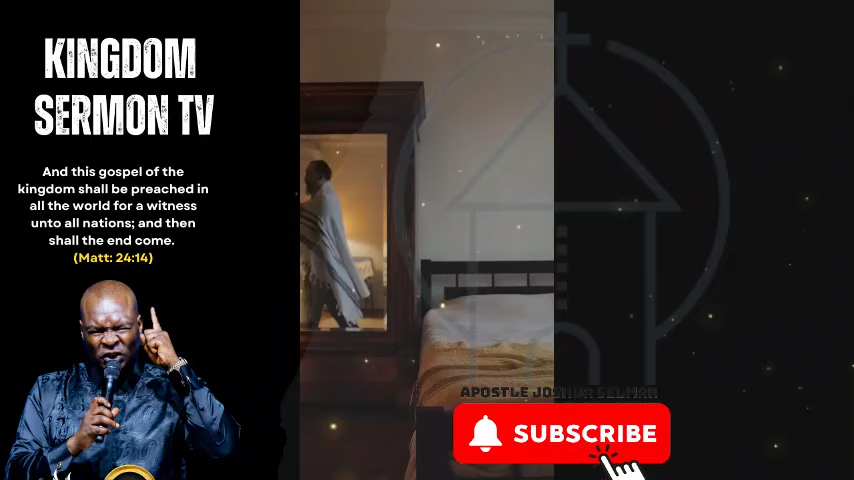 KINGDOM
SERMON TV
And this gospel of the
kingdom shall be preached in
all the world for a witness
unto all nations; and then
shall the end come.
(Matt: 24:14)
APOSTLE JOSHUA SELMAN
SUBSCRIBE